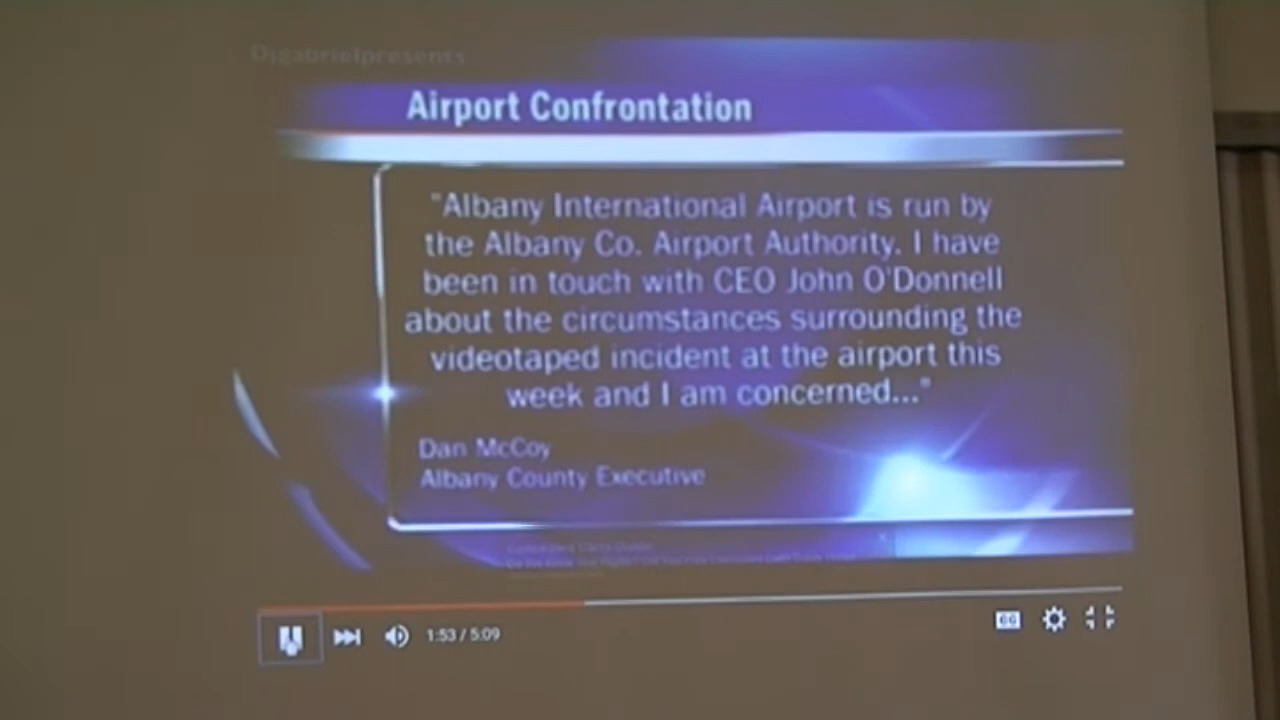 Airport Confrontation
"Albany International Airport is run by
the Albany Co. Airport Authority. I have
been in touch with CEO John O'Donnell
about the circumstances surrounding the
videotaped incident at the airport this
week and I am concerned..."
Dan McCoy
Albany County Executive
1:53 / 5:09
CC